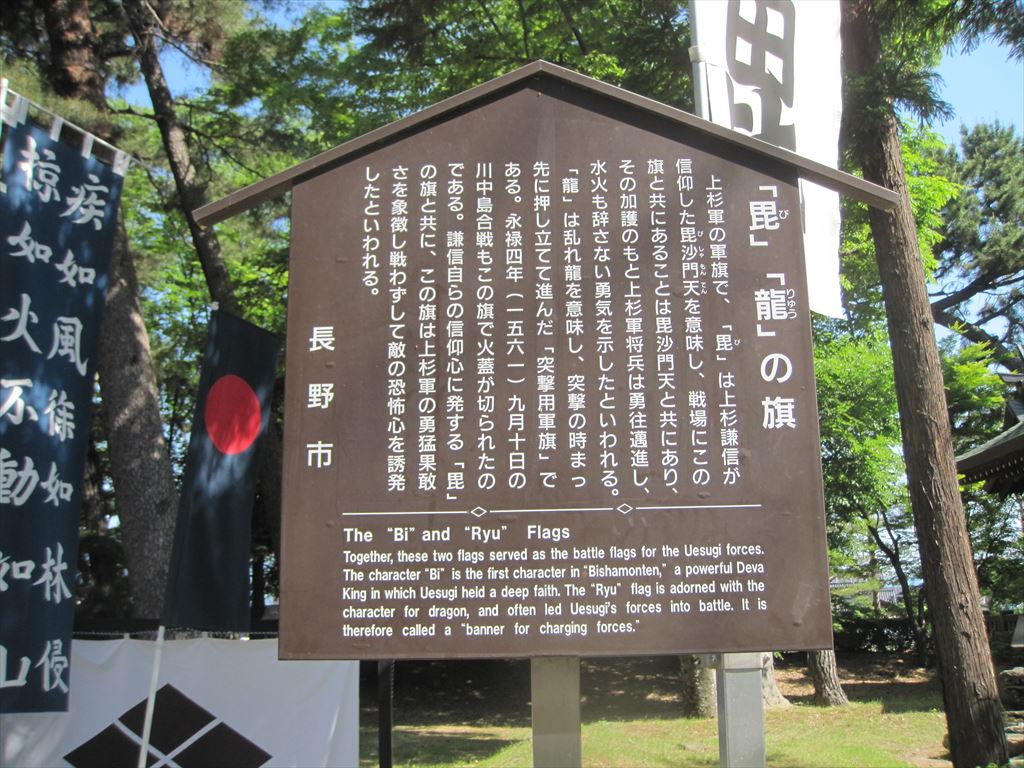 「毘」「龍」の旗
び
りゅう
上杉軍の軍旗で、「毘」は上杉謙信が
び
信仰した毘沙門天を意味し、戦場にこの
びしゃもんてん
旗と共にあることは毘沙門天と共にあり、
その加護のもと上杉軍将兵は勇往邁進し、
水火も辞さない勇気を示したといわれる。
「龍」は乱れ龍を意味し、突撃の時まっ
先に押し立てて進んだ「突撃用軍旗」で
ある。永禄四年(一五六一)九月十日の
川中島合戦もこの旗で火蓋が切られたの
である。謙信自らの信仰心に発する「毘」
の旗と共に、この旗は上杉軍の勇猛果敢
さを象徴し戦わずして敵の恐怖心を誘発
したといわれる。
長野市
The "Bi" and "Ryu" Flags
Together, these two flags served as the battle flags for the Uesugi forces.
The character "Bi" is the first character in "Bishamonten," a powerful Deva
King in which Uesugi held a deep faith. The "Ryu" flag is adorned with the
character for dragon, and often led Uesugi's forces into battle. It is
therefore called a "banner for charging forces."
毘
疾如風徐如林侵
掠如火不動如山